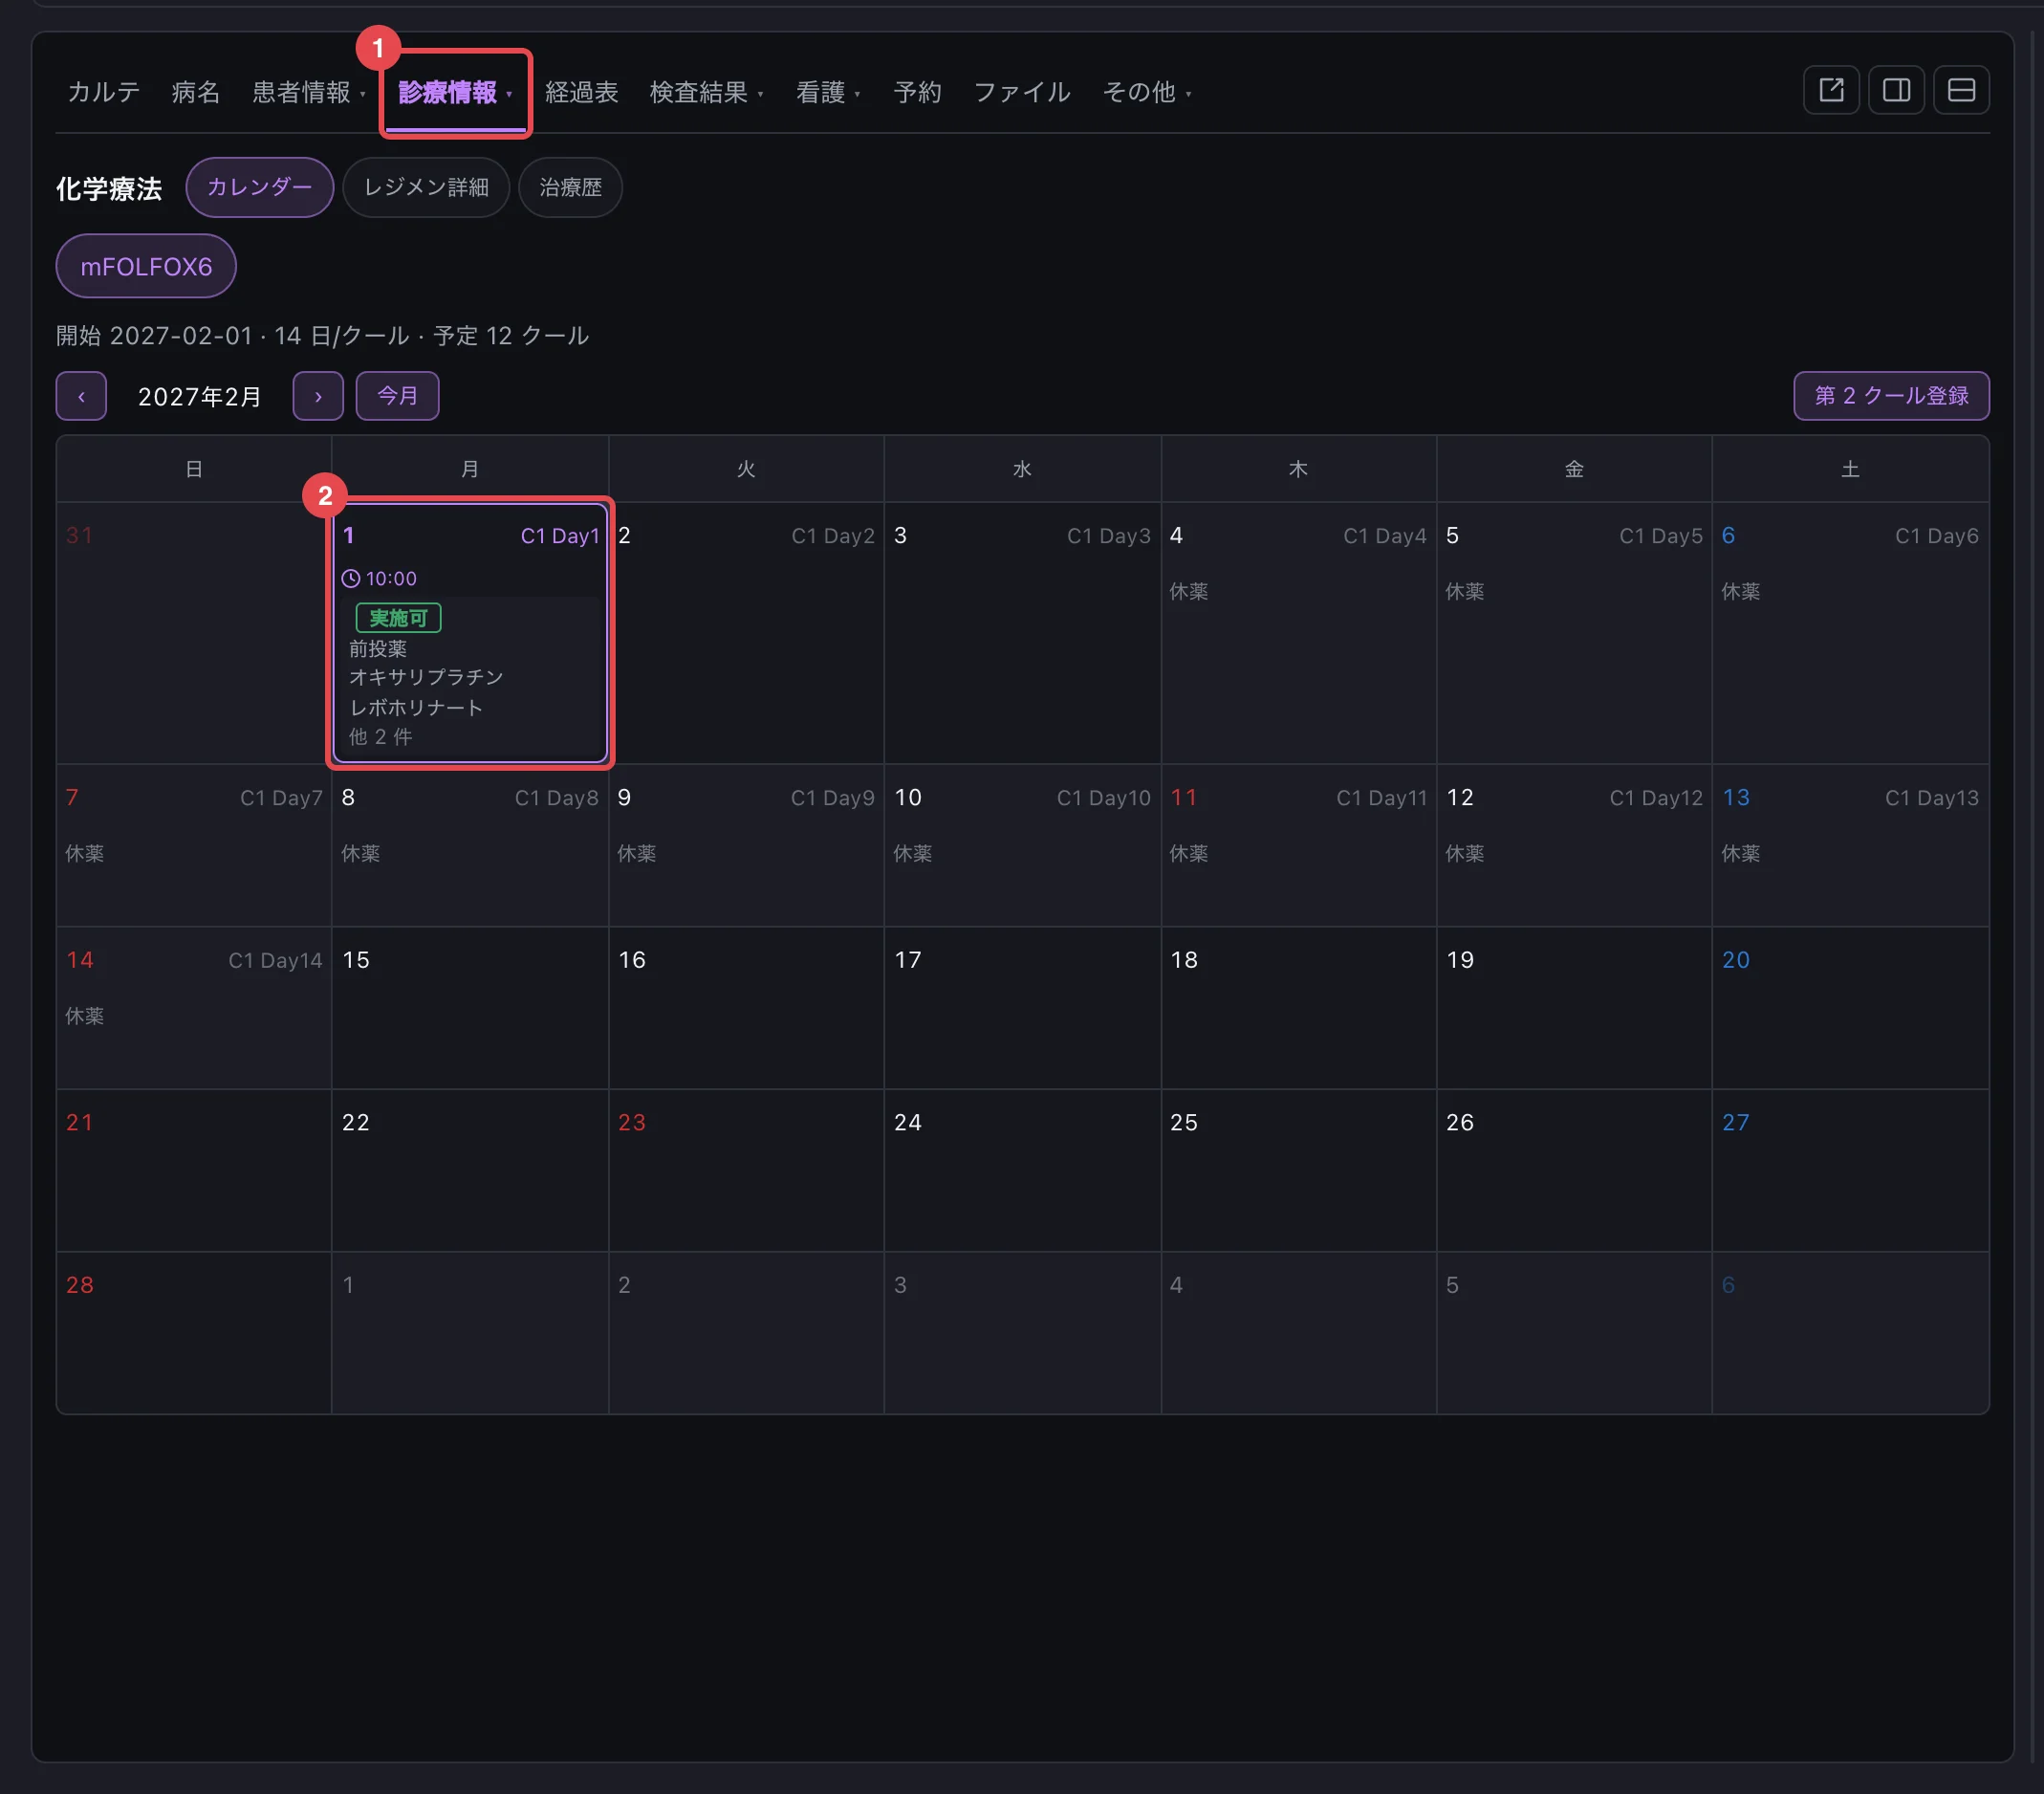 1
カルテ 病名 患者情報 診療情報 経過表 検査結果 看護 予約 ファイル その他
化学療法 カレンダー レジメン詳細 治療歴
mFOLFOX6
開始 2027-02-01 · 14 日/クール · 予定 12 クール
‹ 2027年2月 › 今月 第 2 クール登録
日 月 火 水 木 金 土
2
31 1 C1 Day1 2 C1 Day2 3 C1 Day3 4 C1 Day4 5 C1 Day5 6 C1 Day6
10:00
休薬 休薬 休薬
実施可
前投薬
オキサリプラチン
レボホリナート
他 2 件
7 C1 Day7 8 C1 Day8 9 C1 Day9 10 C1 Day10 11 C1 Day11 12 C1 Day12 13 C1 Day13
休薬 休薬 休薬 休薬 休薬 休薬 休薬
14 C1 Day14 15 16 17 18 19 20
休薬
21 22 23 24 25 26 27
28 1 2 3 4 5 6